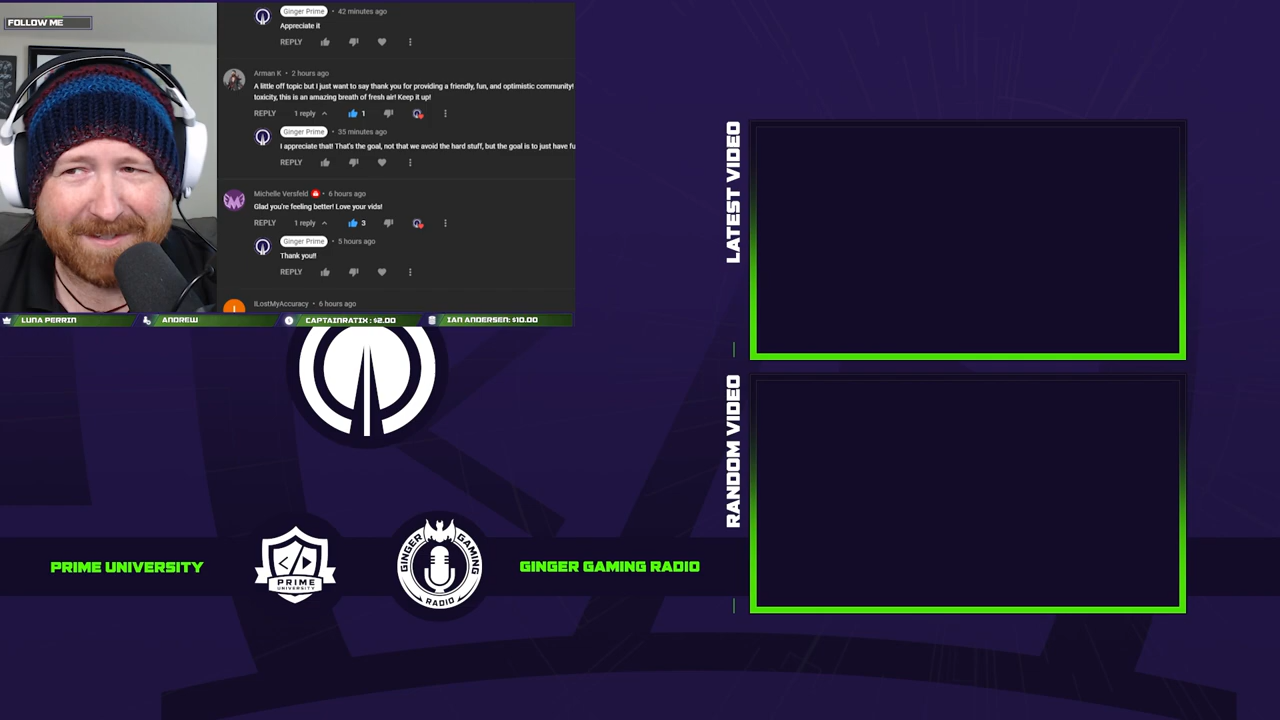 FOLLOW ME
Ginger Prime • 42 minutes ago
Appreciate it
REPLY
Arman K • 2 hours ago
A little off topic but I just want to say thank you for providing a friendly, fun, and optimistic community!
toxicity, this is an amazing breath of fresh air! Keep it up!
REPLY 1 reply 1
Ginger Prime • 35 minutes ago
I appreciate that! That's the goal, not that we avoid the hard stuff, but the goal is to just have fu
REPLY
Michelle Versfeld • 6 hours ago
Glad you're feeling better! Love your vids!
REPLY 1 reply 3
Ginger Prime • 5 hours ago
Thank you!!
REPLY
ILostMyAccuracy • 6 hours ago
LUNA PERRIN
ANDREW
CAPTAINRATIX : $2.00
IAN ANDERSEN: $10.00
LATEST VIDEO
RANDOM VIDEO
PRIME UNIVERSITY
PRIME
UNIVERSITY
GINGER GAMING
RADIO
GINGER GAMING RADIO